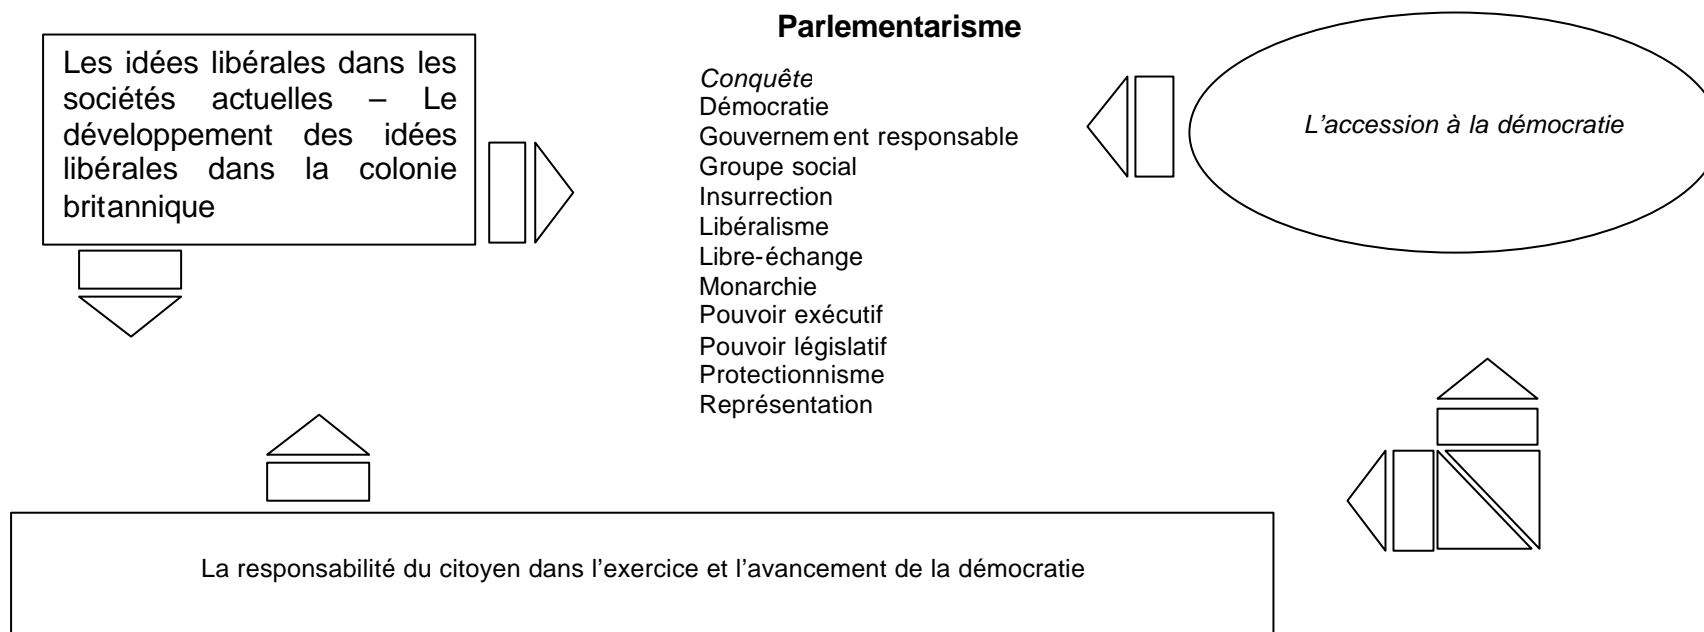 Parlementarisme
Les idées libérales dans les
sociétés actuelles – Le
développement des idées
libérales dans la colonie
britannique
Conquête
Démocratie
Gouvernement responsable
Groupe social
Insurrection
Libéralisme
Libre-échange
Monarchie
Pouvoir exécutif
Pouvoir législatif
Protectionnisme
Représentation
L'accession à la démocratie
La responsabilité du citoyen dans l'exercice et l'avancement de la démocratie